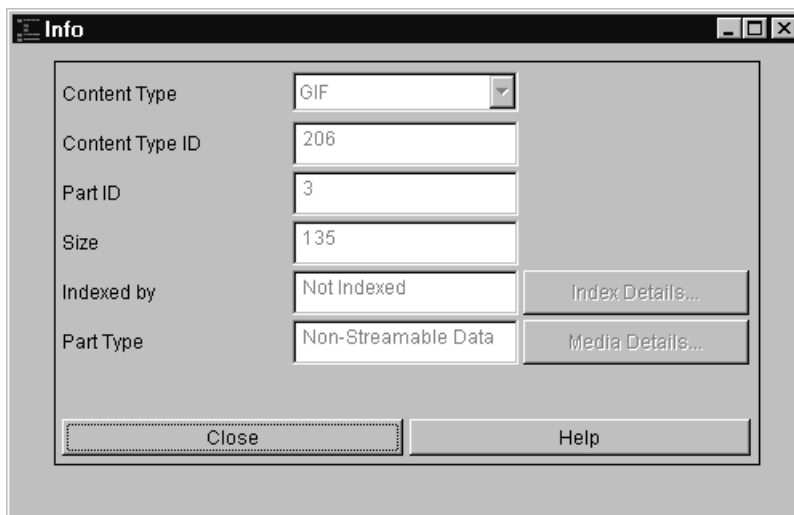 Info
Content Type GIF
Content Type ID 206
Part ID 3
Size 135
Indexed by Not Indexed Index Details...
Part Type Non-Streamable Data Media Details...
Close Help